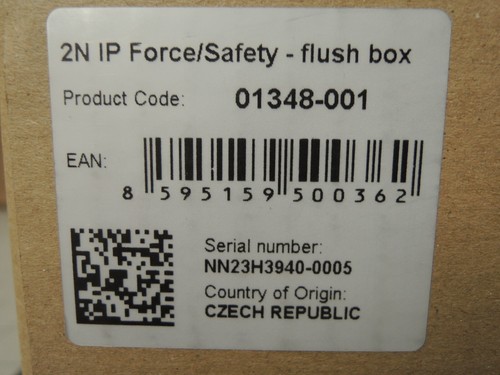 2N IP Force/Safety - flush box
Product Code: 01348-001
EAN:
8 595159 500362
Serial number:
NN23H3940-0005
Country of Origin:
CZECH REPUBLIC